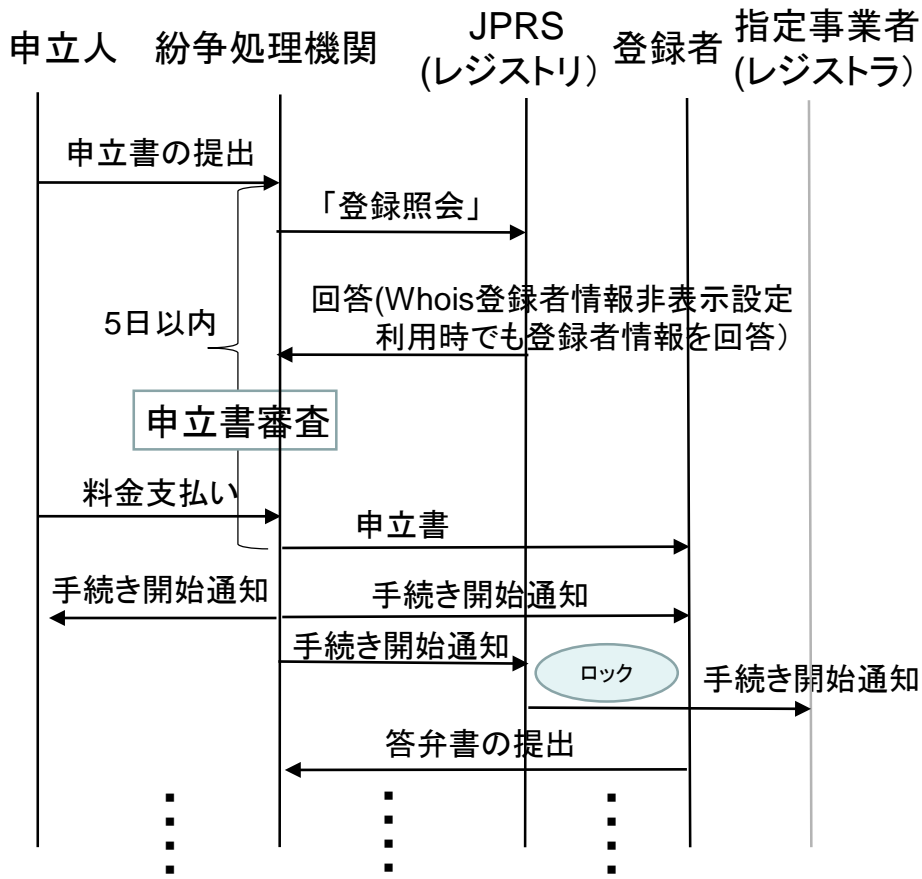 申立人
紛争処理機関
JPRS
(レジストリ)
登録者
指定事業者
(レジストラ)
申立書の提出
「登録照会」
回答(Whois登録者情報非表示設定
利用時でも登録者情報を回答)
5日以内
申立書審査
料金支払い
申立書
手続き開始通知
手続き開始通知
手続き開始通知
ロック
手続き開始通知
答弁書の提出